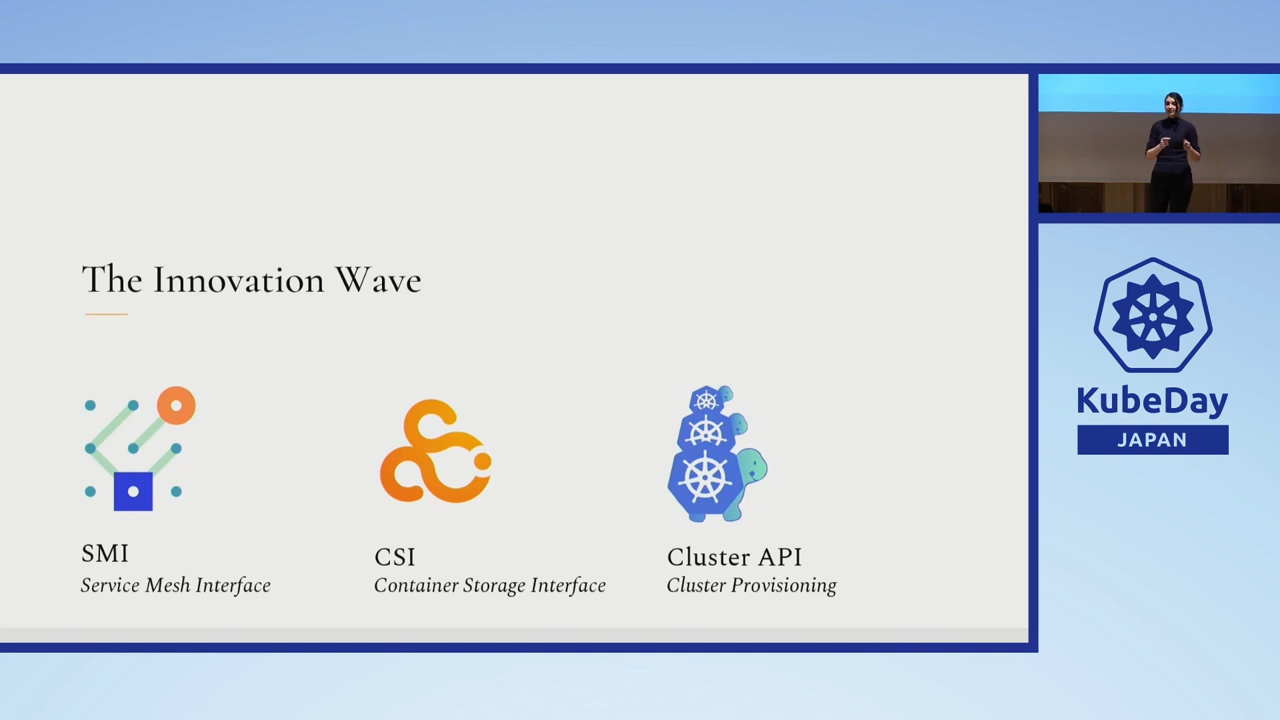 The Innovation Wave
SMI
Service Mesh Interface
CSI
Container Storage Interface
Cluster API
Cluster Provisioning
KubeDay
JAPAN